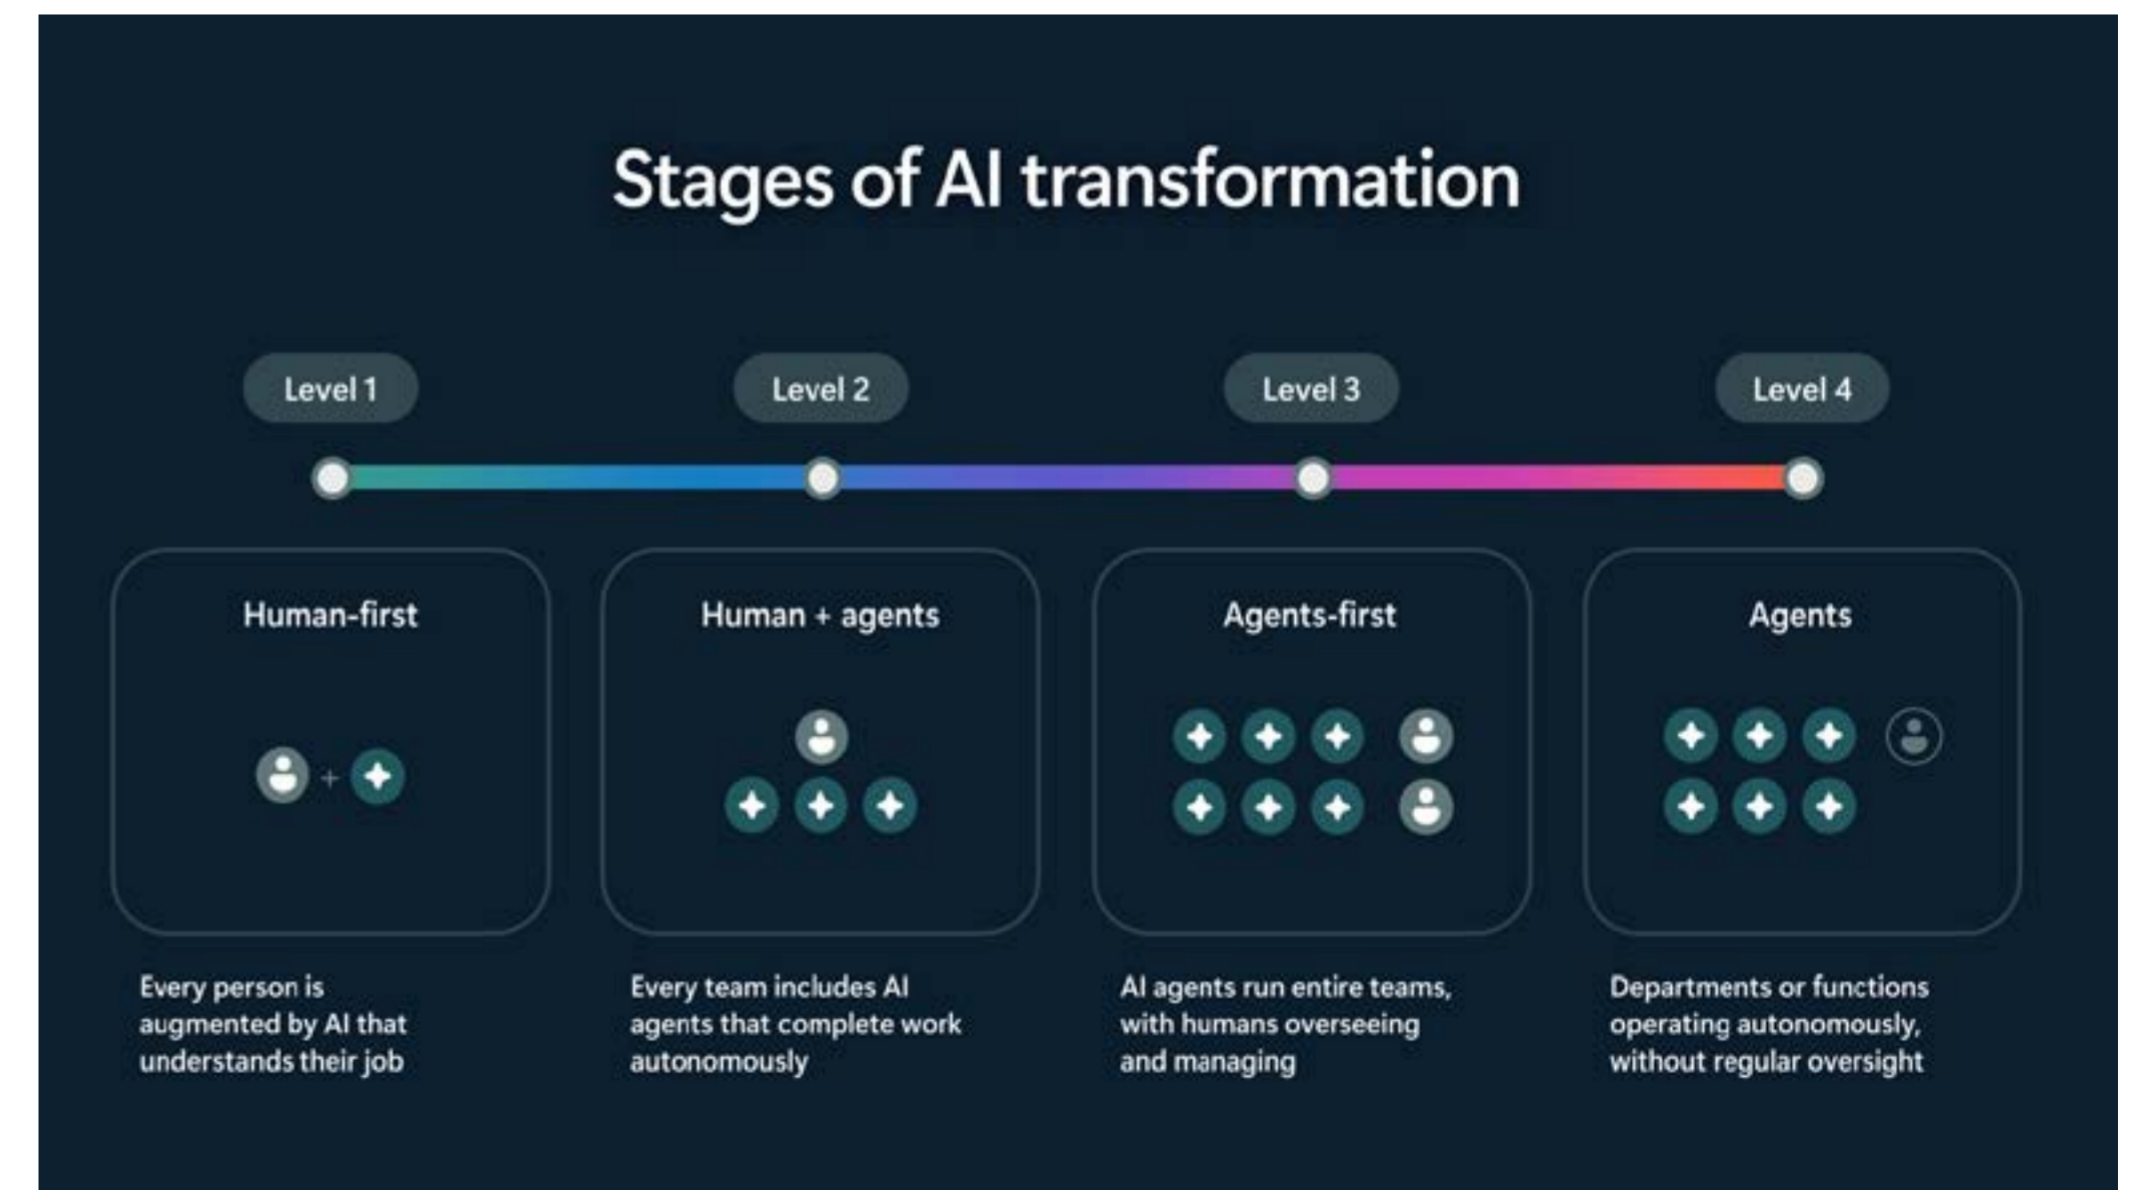 Stages of AI transformation
Level 1
Level 2
Level 3
Level 4
Human-first
+
Human + agents
Agents-first
Agents
Every person is
augmented by AI that
understands their job
Every team includes AI
agents that complete work
autonomously
AI agents run entire teams,
with humans overseeing
and managing
Departments or functions
operating autonomously,
without regular oversight